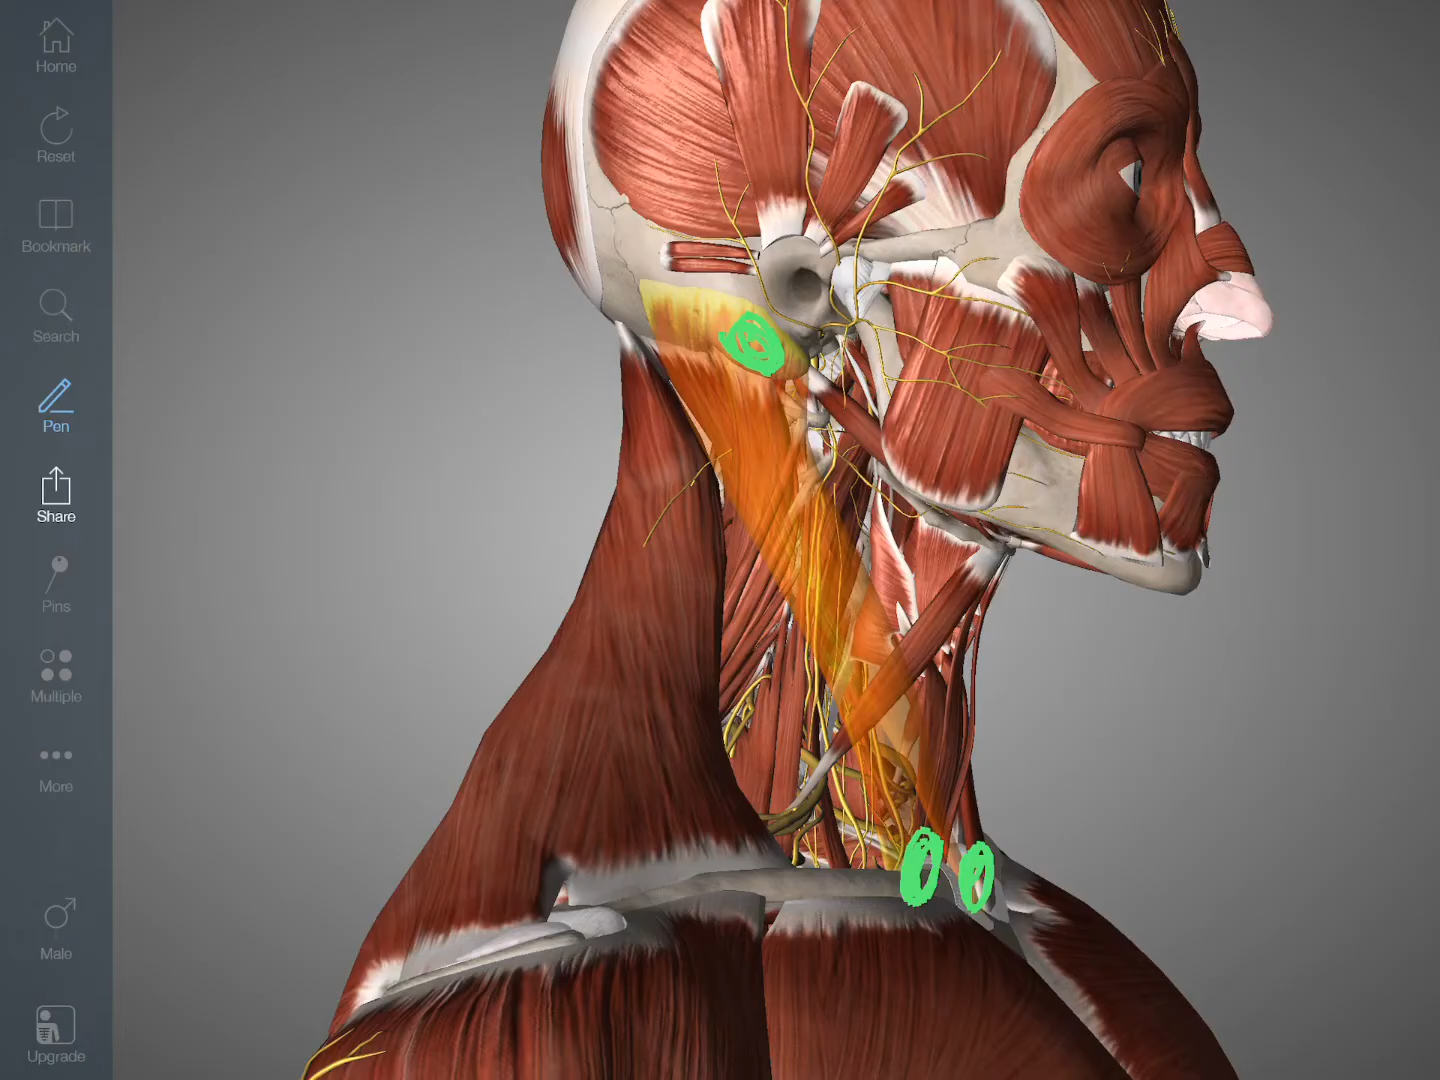 Home
Reset
Bookmark
Search
Pen
Share
Pins
Multiple
More
Male
Upgrade